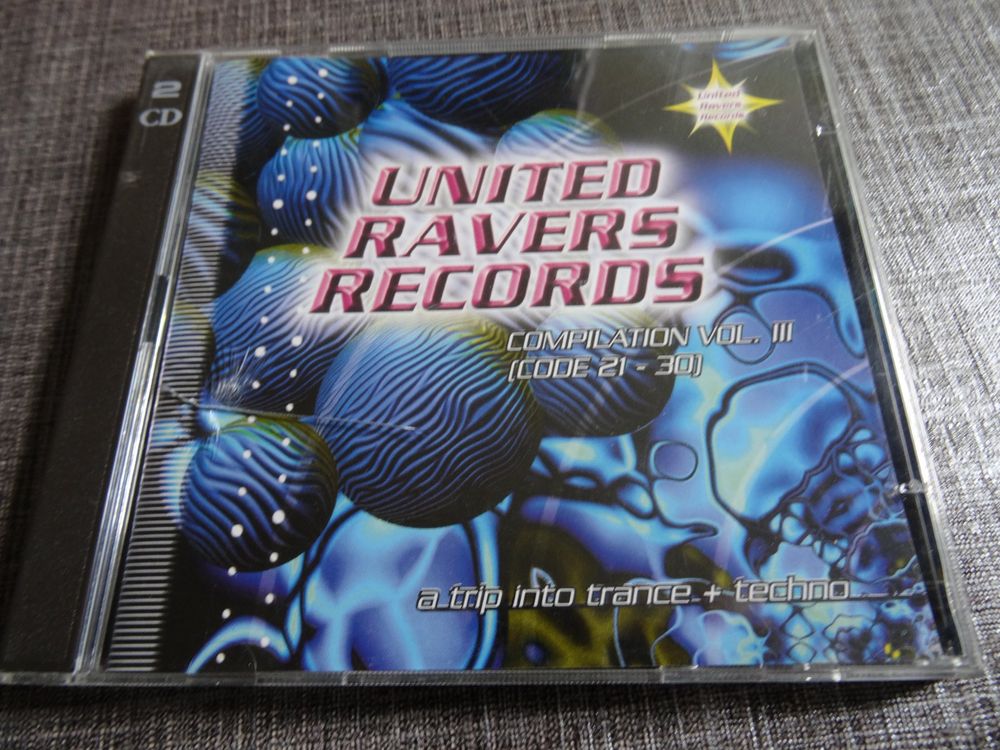 2
CD
United
Ravers
Records
UNITED
RAVERS
RECORDS
COMPILATION VOL. III
(CODE 21 - 30)
a trip into trance + techno